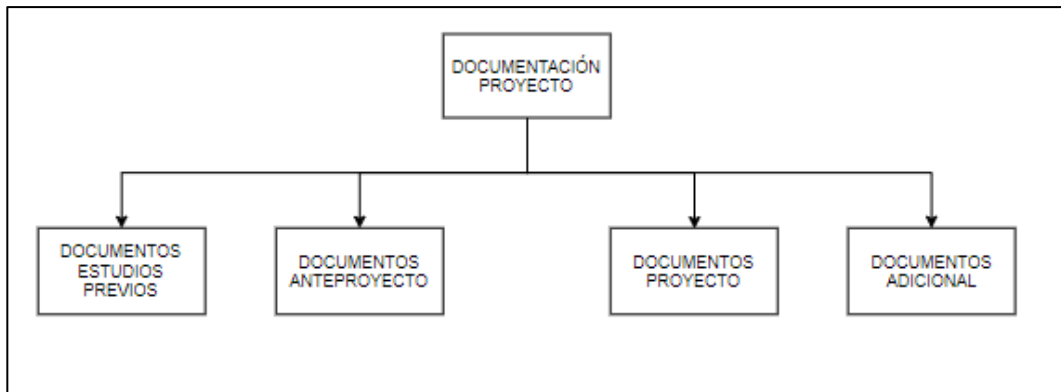 DOCUMENTACIÓN
PROYECTO
DOCUMENTOS
ESTUDIOS
PREVIOS
DOCUMENTOS
ANTEPROYECTO
DOCUMENTOS
PROYECTO
DOCUMENTOS
ADICIONAL